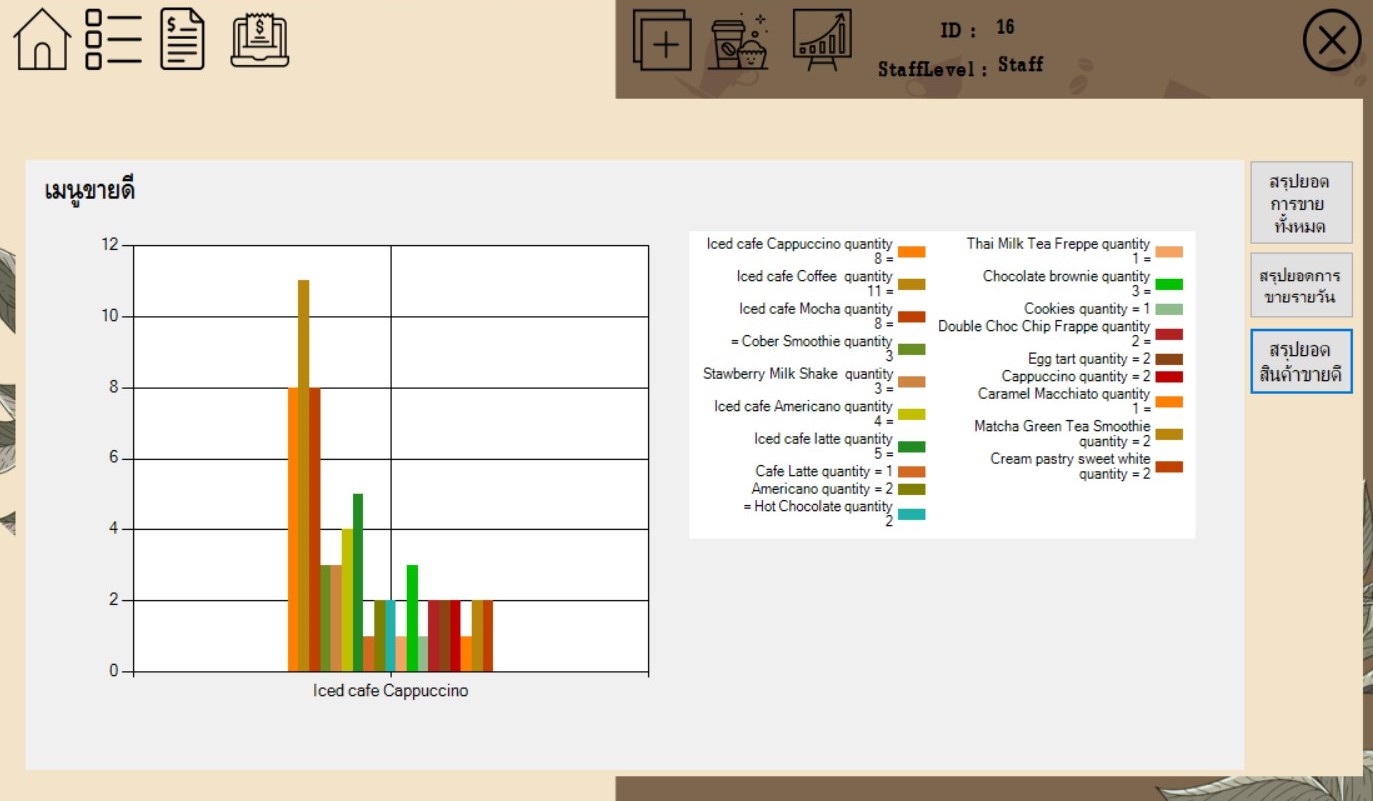 ID : 16
StaffLevel : Staff
เมนูขายดี
12
10
8
6
4
2
0
Iced cafe Cappuccino
Iced cafe Cappuccino quantity
8 =
Iced cafe Coffee  quantity
11 =
Iced cafe Mocha quantity
8 =
= Cober Smoothie quantity
3
Stawberry Milk Shake  quantity
3 =
Iced cafe Americano quantity
4 =
Iced cafe latte quantity
5 =
Cafe Latte quantity = 1
Americano quantity = 2
= Hot Chocolate quantity
2
Thai Milk Tea Freppe quantity
1 =
Chocolate brownie quantity
3 =
Cookies quantity = 1
Double Choc Chip Frappe quantity
2 =
Egg tart quantity = 2
Cappuccino quantity = 2
Caramel Macchiato quantity
1 =
Matcha Green Tea Smoothie
quantity = 2
Cream pastry sweet white
quantity = 2
สรุปยอด
การขาย
ทั้งหมด
สรุปยอดการ
ขายรายวัน
สรุปยอด
สินค้าขายดี